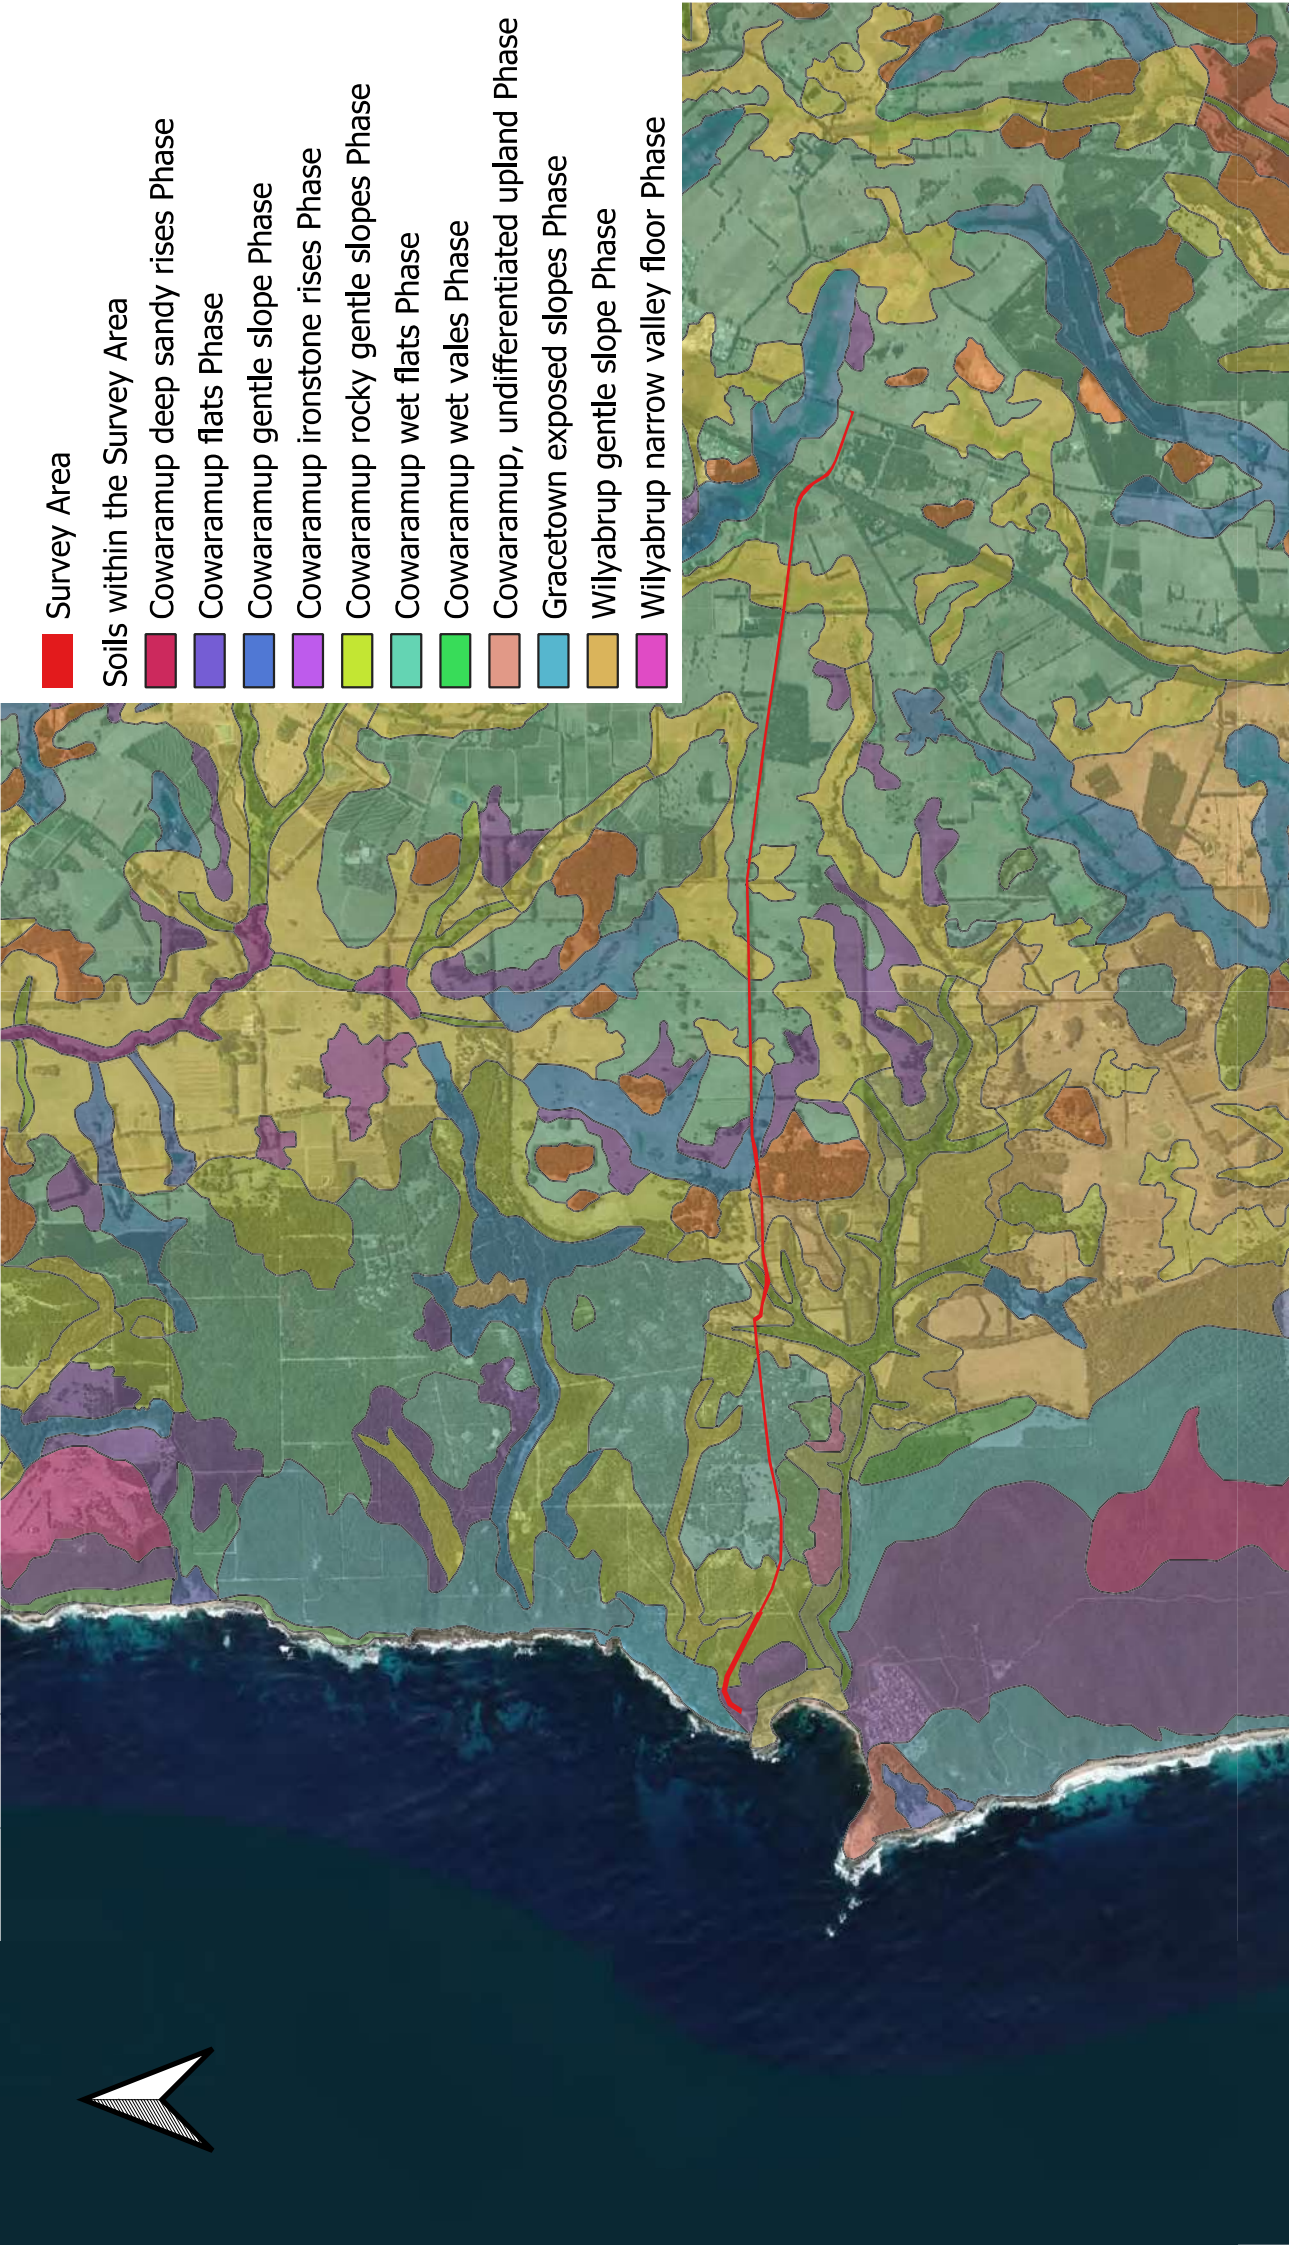 Survey Area
Soils within the Survey Area
Cowaramup deep sandy rises Phase
Cowaramup flats Phase
Cowaramup gentle slope Phase
Cowaramup ironstone rises Phase
Cowaramup rocky gentle slopes Phase
Cowaramup wet flats Phase
Cowaramup wet vales Phase
Cowaramup, undifferentiated upland Phase
Gracetown exposed slopes Phase
Wilyabrup gentle slope Phase
Wilyabrup narrow valley floor Phase